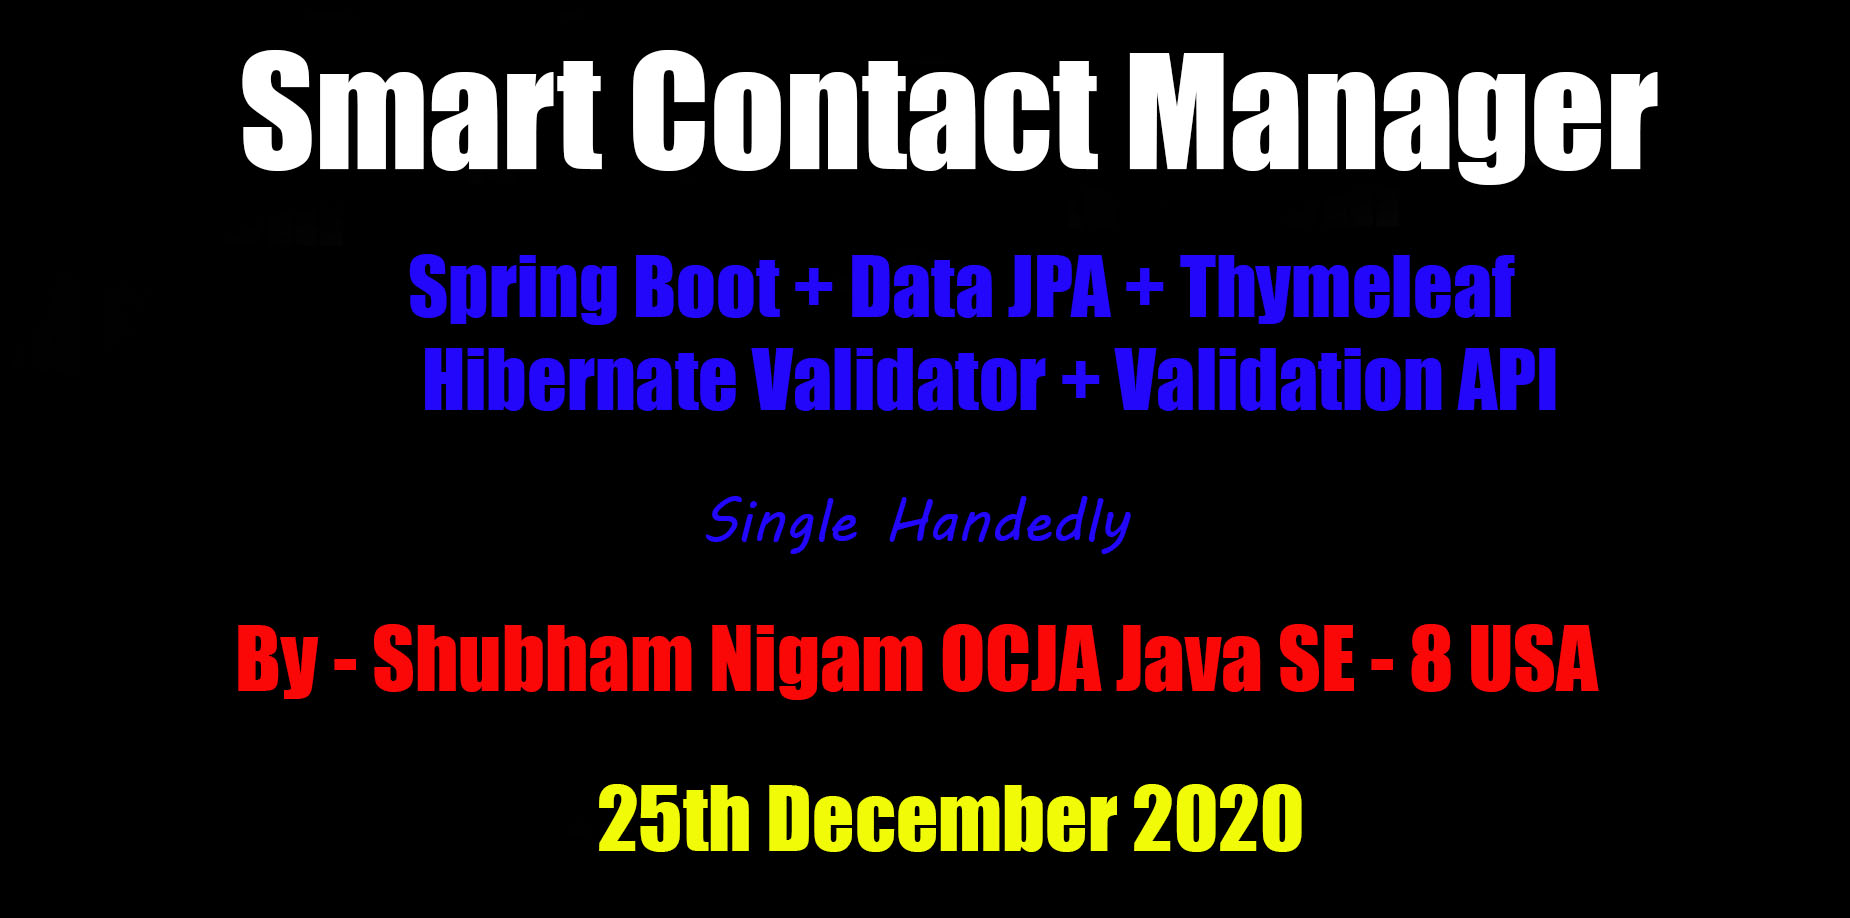 Smart Contact Manager
Spring Boot + Data JPA + Thymeleaf
Hibernate Validator + Validation API
Single Handedly
By - Shubham Nigam OCJA Java SE - 8 USA
25th December 2020